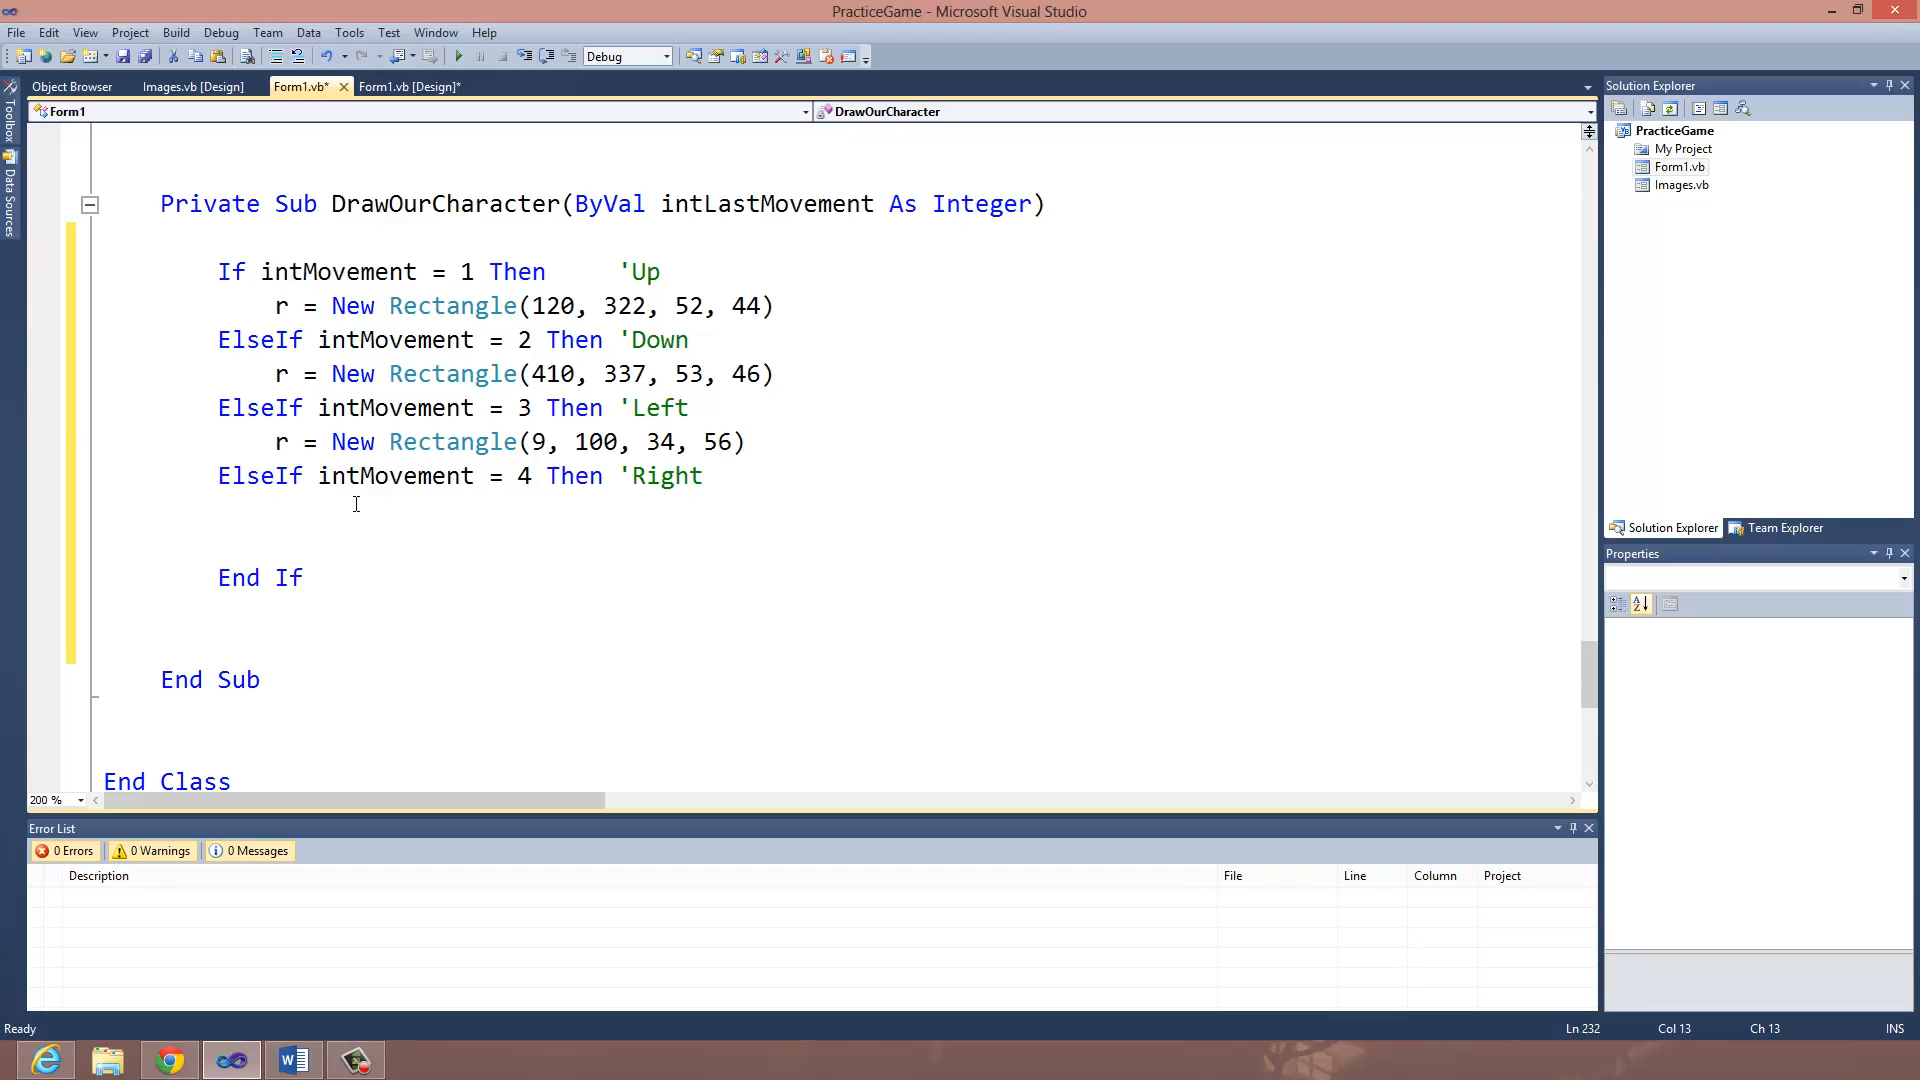 PracticeGame - Microsoft Visual Studio
File Edit View Project Build Debug Team Data Tools Test Window Help
Debug
Object Browser Images.vb [Design] Form1.vb* Form1.vb [Design]*
Solution Explorer
Form1 DrawOurCharacter
Toolbox
Data Sources
PracticeGame
My Project
Form1.vb
Images.vb
Private Sub DrawOurCharacter(ByVal intLastMovement As Integer)
If intMovement = 1 Then 'Up
r = New Rectangle(120, 322, 52, 44)
ElseIf intMovement = 2 Then 'Down
r = New Rectangle(410, 337, 53, 46)
ElseIf intMovement = 3 Then 'Left
r = New Rectangle(9, 100, 34, 56)
ElseIf intMovement = 4 Then 'Right
End If
End Sub
End Class
Solution Explorer Team Explorer
Properties
200 %
Error List
0 Errors 0 Warnings 0 Messages
Description File Line Column Project
Ready Ln 232 Col 13 Ch 13 INS